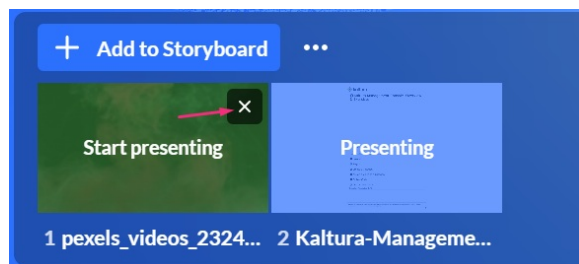 Add to Storyboard
Start presenting
Presenting
1 pexels_videos_2324...
2 Kaltura-Manageme...